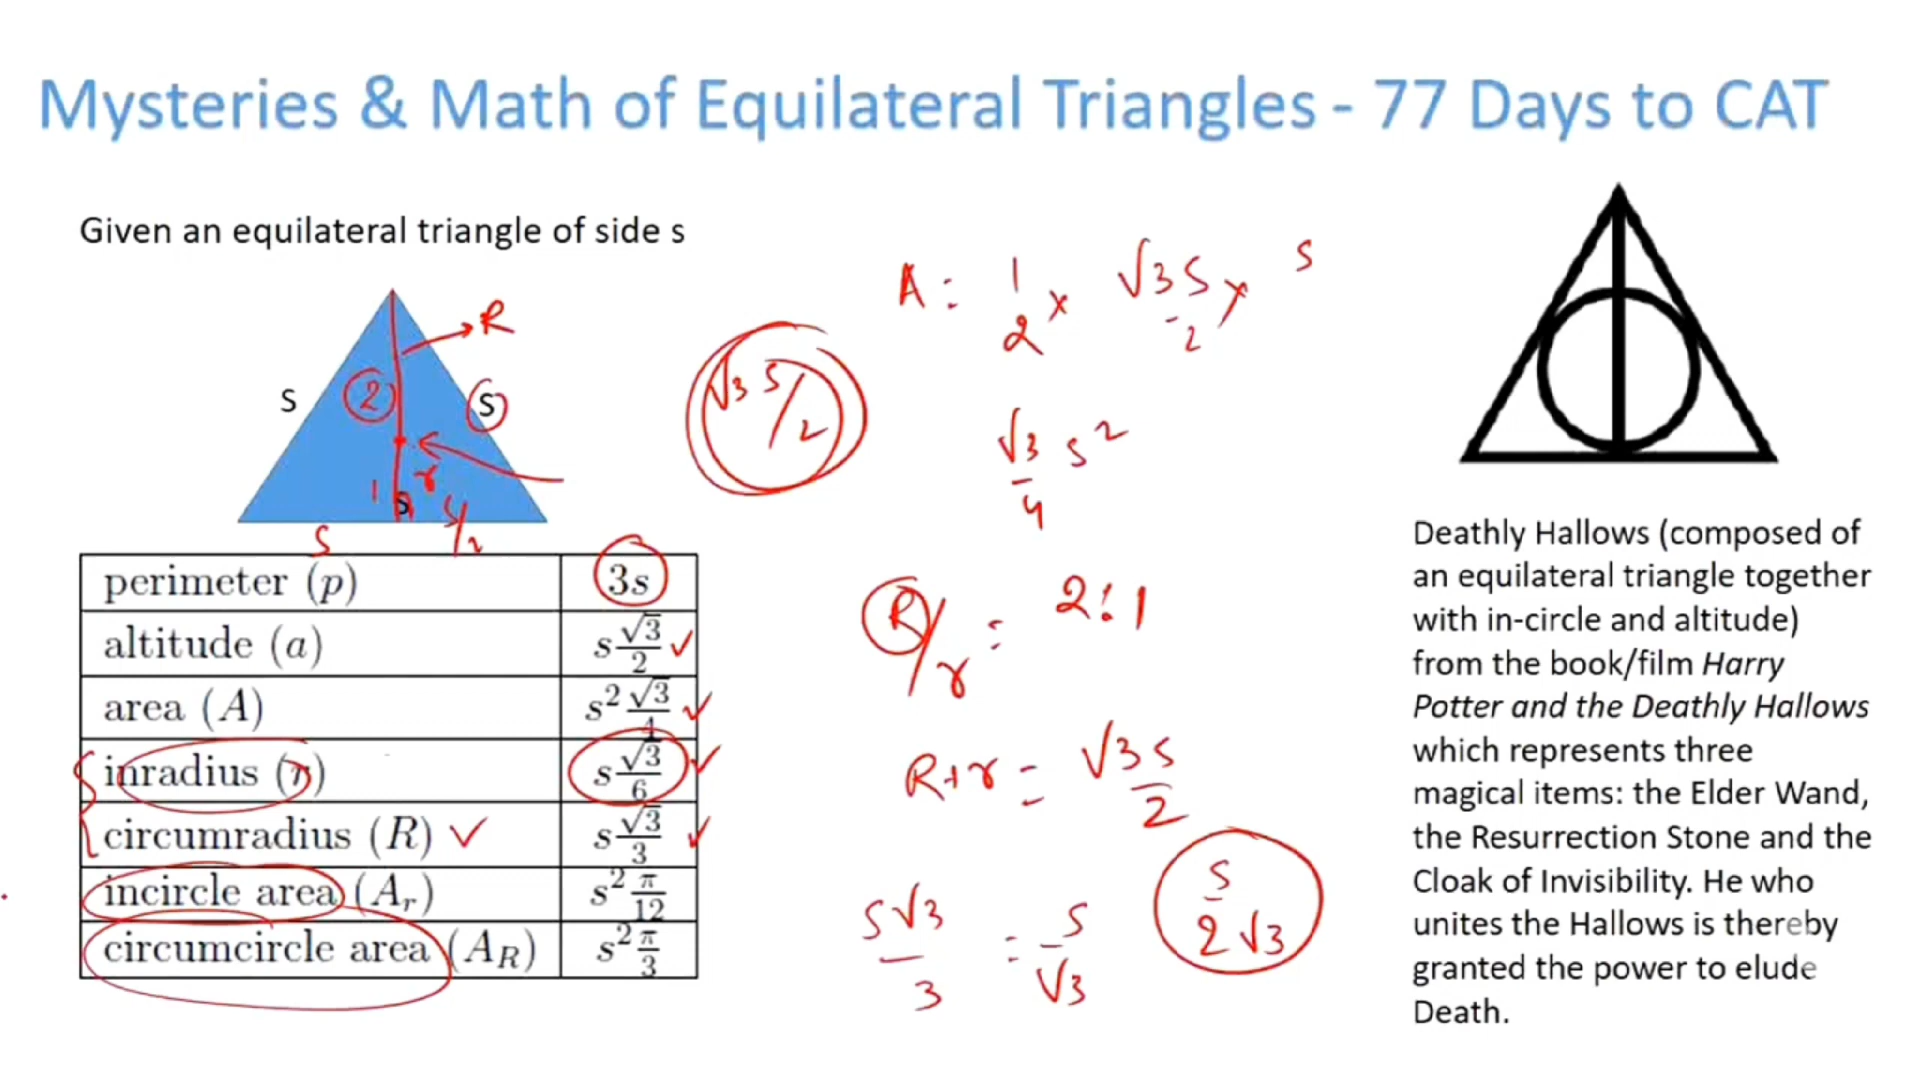 Mysteries & Math of Equilateral Triangles - 77 Days to CAT
Given an equilateral triangle of side s
R
s
2
s
r
1
s
s
s/2
√3 s/2
A = 1/2 × √3 s/2 × s
√3/4 s²
R/r = 2:1
R+r = √3 s/2
s√3/3 = s/√3
s/2√3
perimeter (p) 3s
altitude (a) s √3/2
area (A) s² √3/4
inradius (r) s √3/6
circumradius (R) s √3/3
incircle area (Aᵣ) s² π/12
circumcircle area (A_R) s² π/3
Deathly Hallows (composed of
an equilateral triangle together
with in-circle and altitude)
from the book/film Harry
Potter and the Deathly Hallows
which represents three
magical items: the Elder Wand,
the Resurrection Stone and the
Cloak of Invisibility. He who
unites the Hallows is thereby
granted the power to elude
Death.